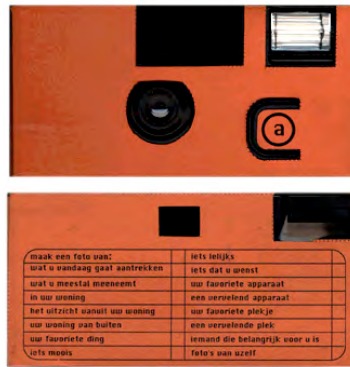 a
maak een foto van:
wat u vandaag gaat aantrekken
wat u meestal meeneemt
in uw woning
het uitzicht vanuit uw woning
uw woning van buiten
uw favoriete ding
iets moois
iets lelijks
iets dat u wenst
uw favoriete apparaat
een vervelend apparaat
uw favoriete plekje
een vervelende plek
iemand die belangrijk voor u is
foto's van uzelf